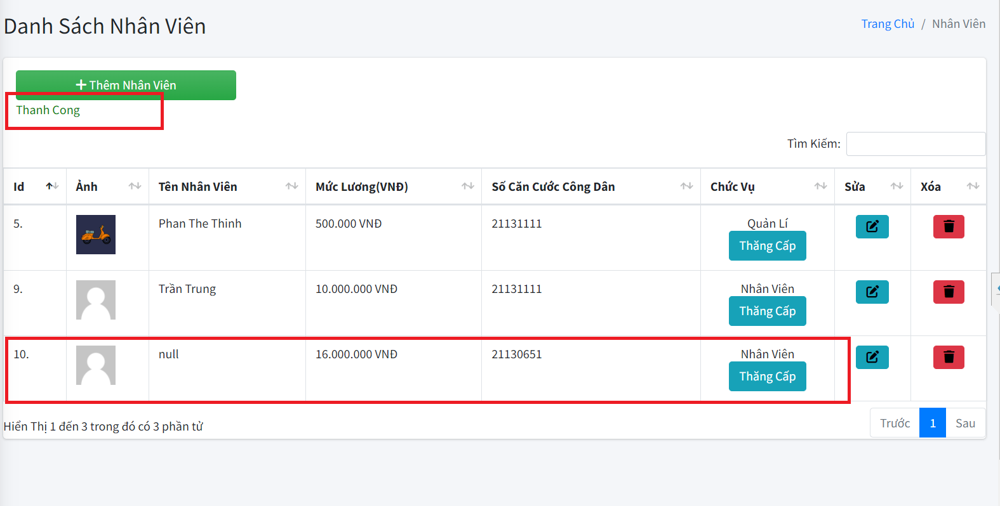 Danh Sách Nhân Viên
Trang Chủ / Nhân Viên
Thêm Nhân Viên
Thanh Cong
Tìm Kiếm:
Id Ảnh Tên Nhân Viên Mức Lương(VNĐ) Số Căn Cước Công Dân Chức Vụ Sửa Xóa
5. Phan The Thinh 500.000 VNĐ 21131111 Quản Lí
Thăng Cấp
9. Trần Trung 10.000.000 VNĐ 21131111 Nhân Viên
Thăng Cấp
10. null 16.000.000 VNĐ 21130651 Nhân Viên
Thăng Cấp
Hiển Thị 1 đến 3 trong đó có 3 phần tử
Trước 1 Sau